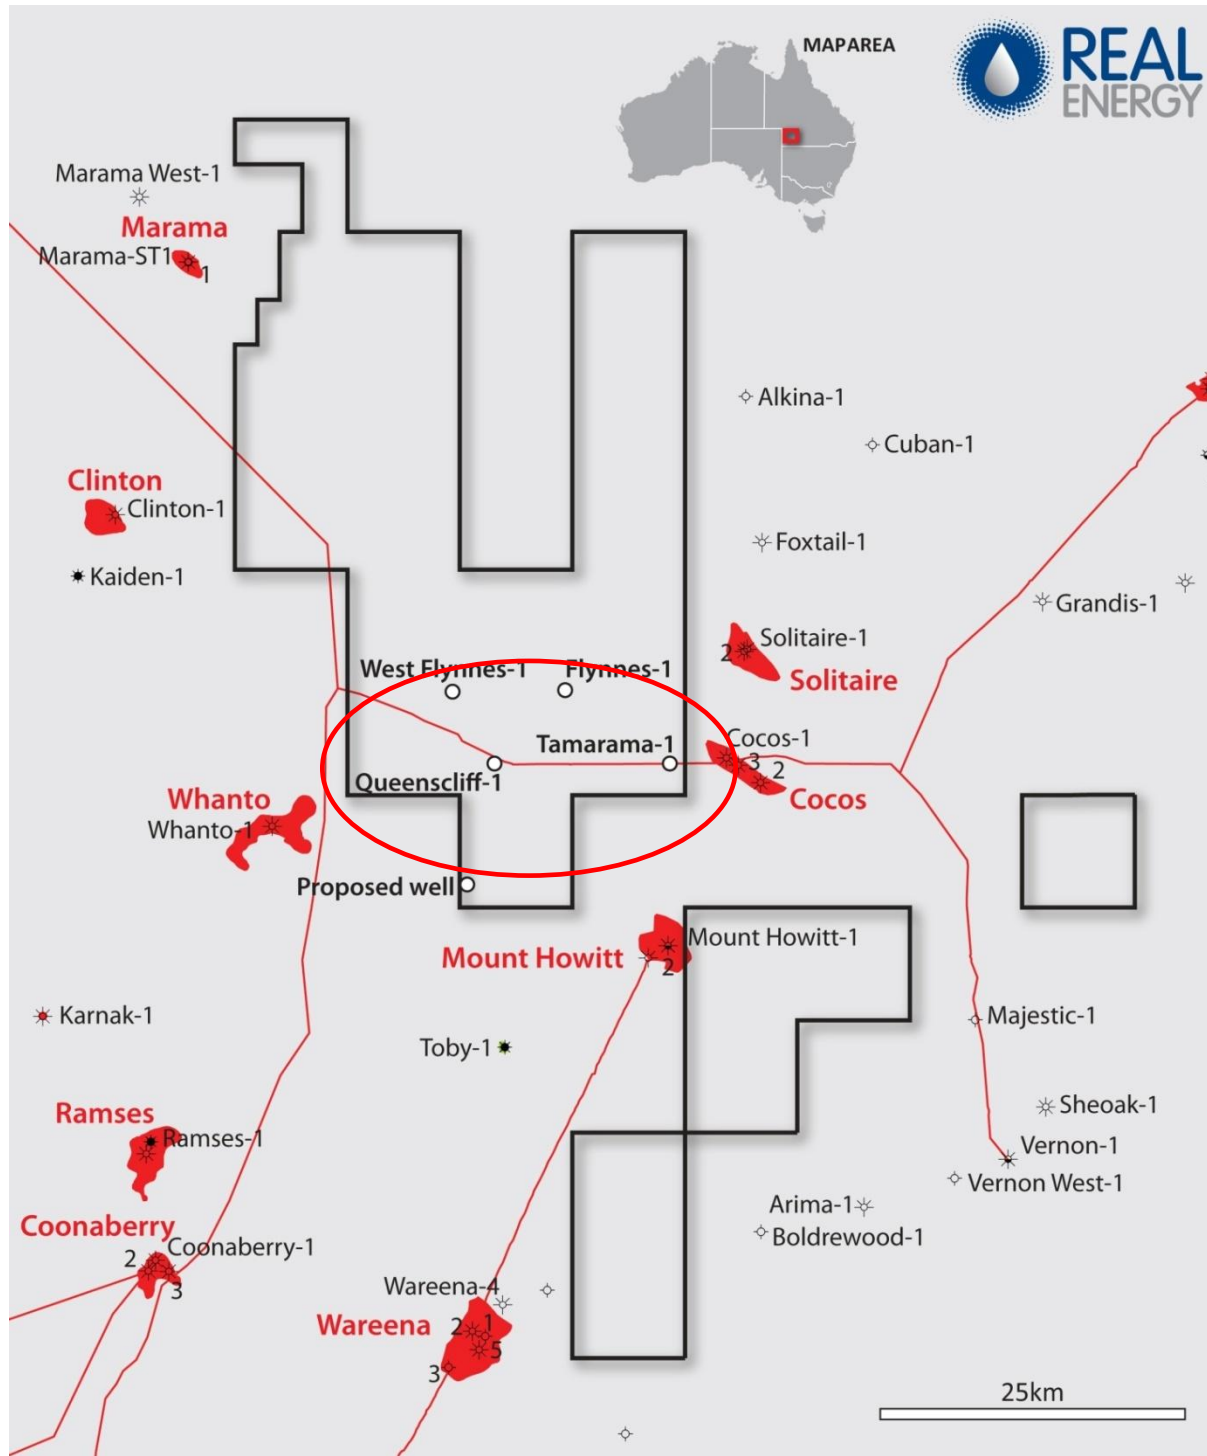 MAPAREA
REAL
ENERGY
Marama West-1
Marama
Marama-ST1
1
Alkina-1
Cuban-1
Clinton
Clinton-1
Foxtail-1
Kaiden-1
Grandis-1
Solitaire-1
2
Solitaire
West Flynnes-1
Flynnes-1
Tamarama-1
Cocos-1
3
2
Queenscliff-1
Cocos
Whanto
Whanto-1
Proposed well
Mount Howitt-1
Mount Howitt
2
Karnak-1
Majestic-1
Toby-1
Sheoak-1
Ramses
Ramses-1
Vernon-1
Vernon West-1
Arima-1
Boldrewood-1
Coonaberry
Coonaberry-1
2
3
Wareena-4
Wareena
2
1
5
3
25km